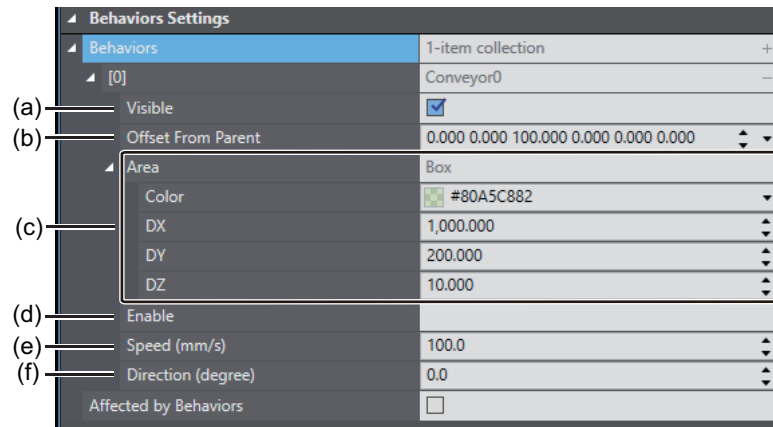 Behaviors Settings
Behaviors 1-item collection +
[0] Conveyor0 −
(a) Visible
(b) Offset From Parent 0.000 0.000 100.000 0.000 0.000 0.000
Area Box
Color #80A5C882
(c) DX 1,000.000
DY 200.000
DZ 10.000
(d) Enable
(e) Speed (mm/s) 100.0
(f) Direction (degree) 0.0
Affected by Behaviors